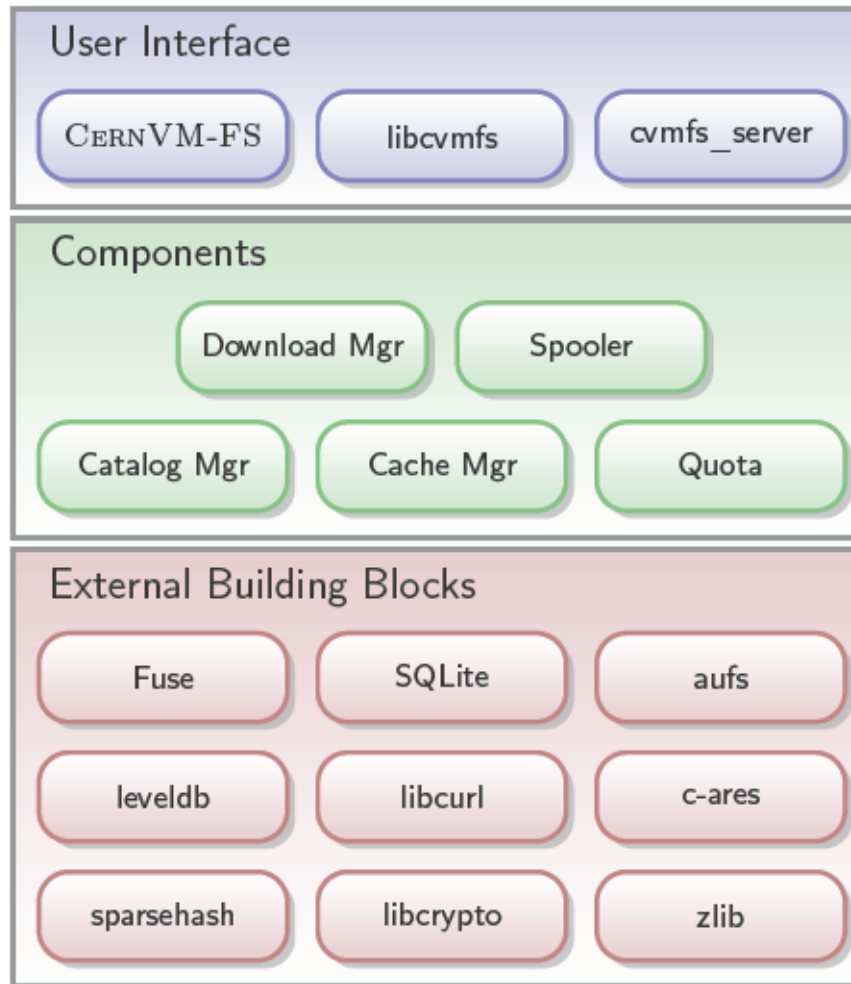 User Interface
CERNVM-FS
libcvmfs
cvmfs_server
Components
Download Mgr
Spooler
Catalog Mgr
Cache Mgr
Quota
External Building Blocks
Fuse
SQLite
aufs
leveldb
libcurl
c-ares
sparsehash
libcrypto
zlib